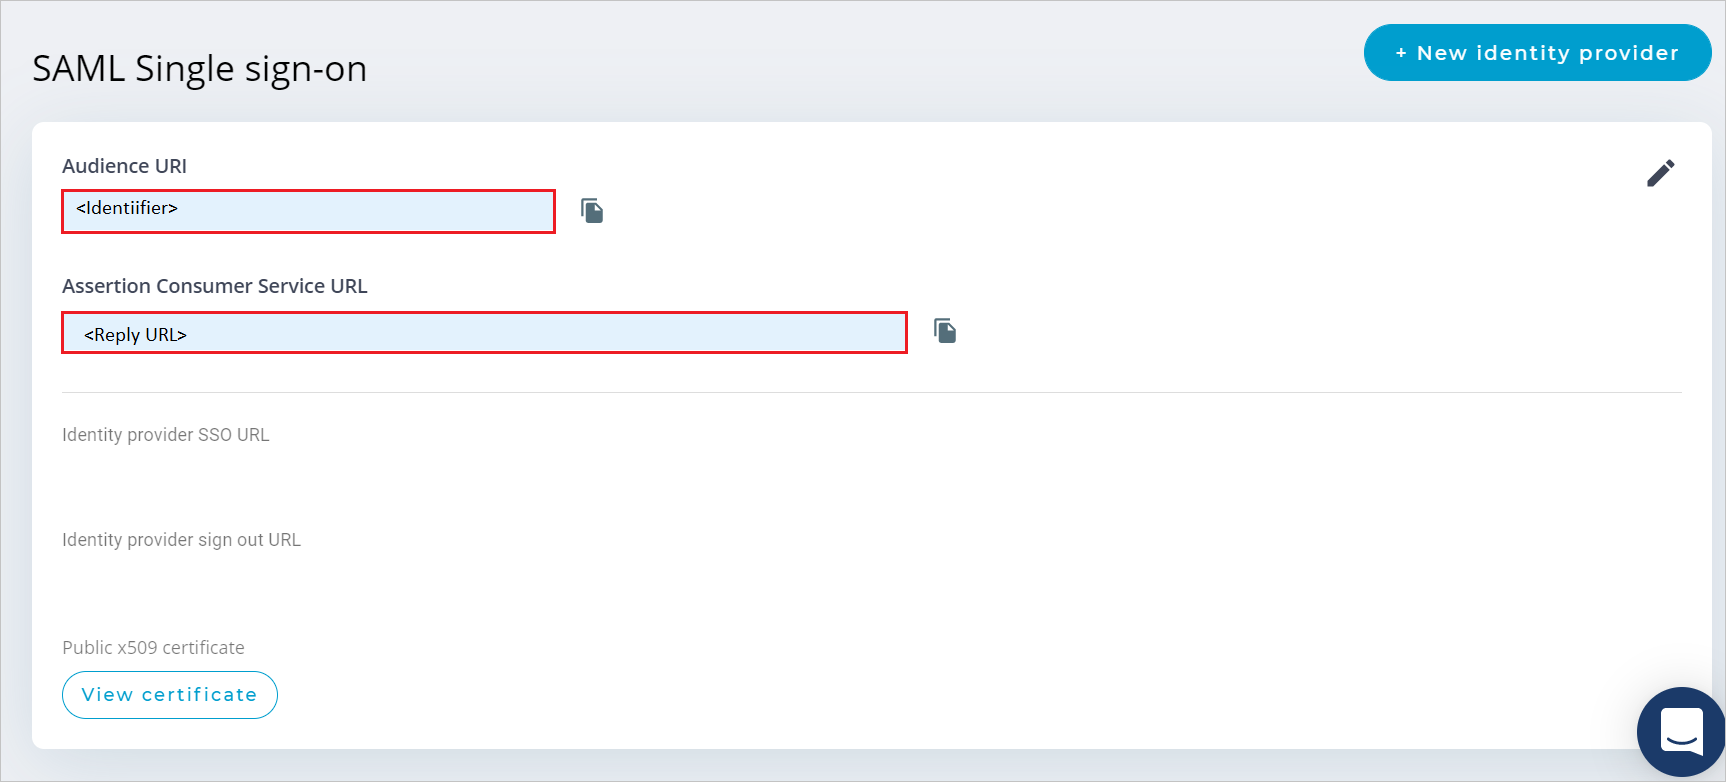 SAML Single sign-on
+ New identity provider
Audience URI
<Identiifier>
Assertion Consumer Service URL
<Reply URL>
Identity provider SSO URL
Identity provider sign out URL
Public x509 certificate
View certificate